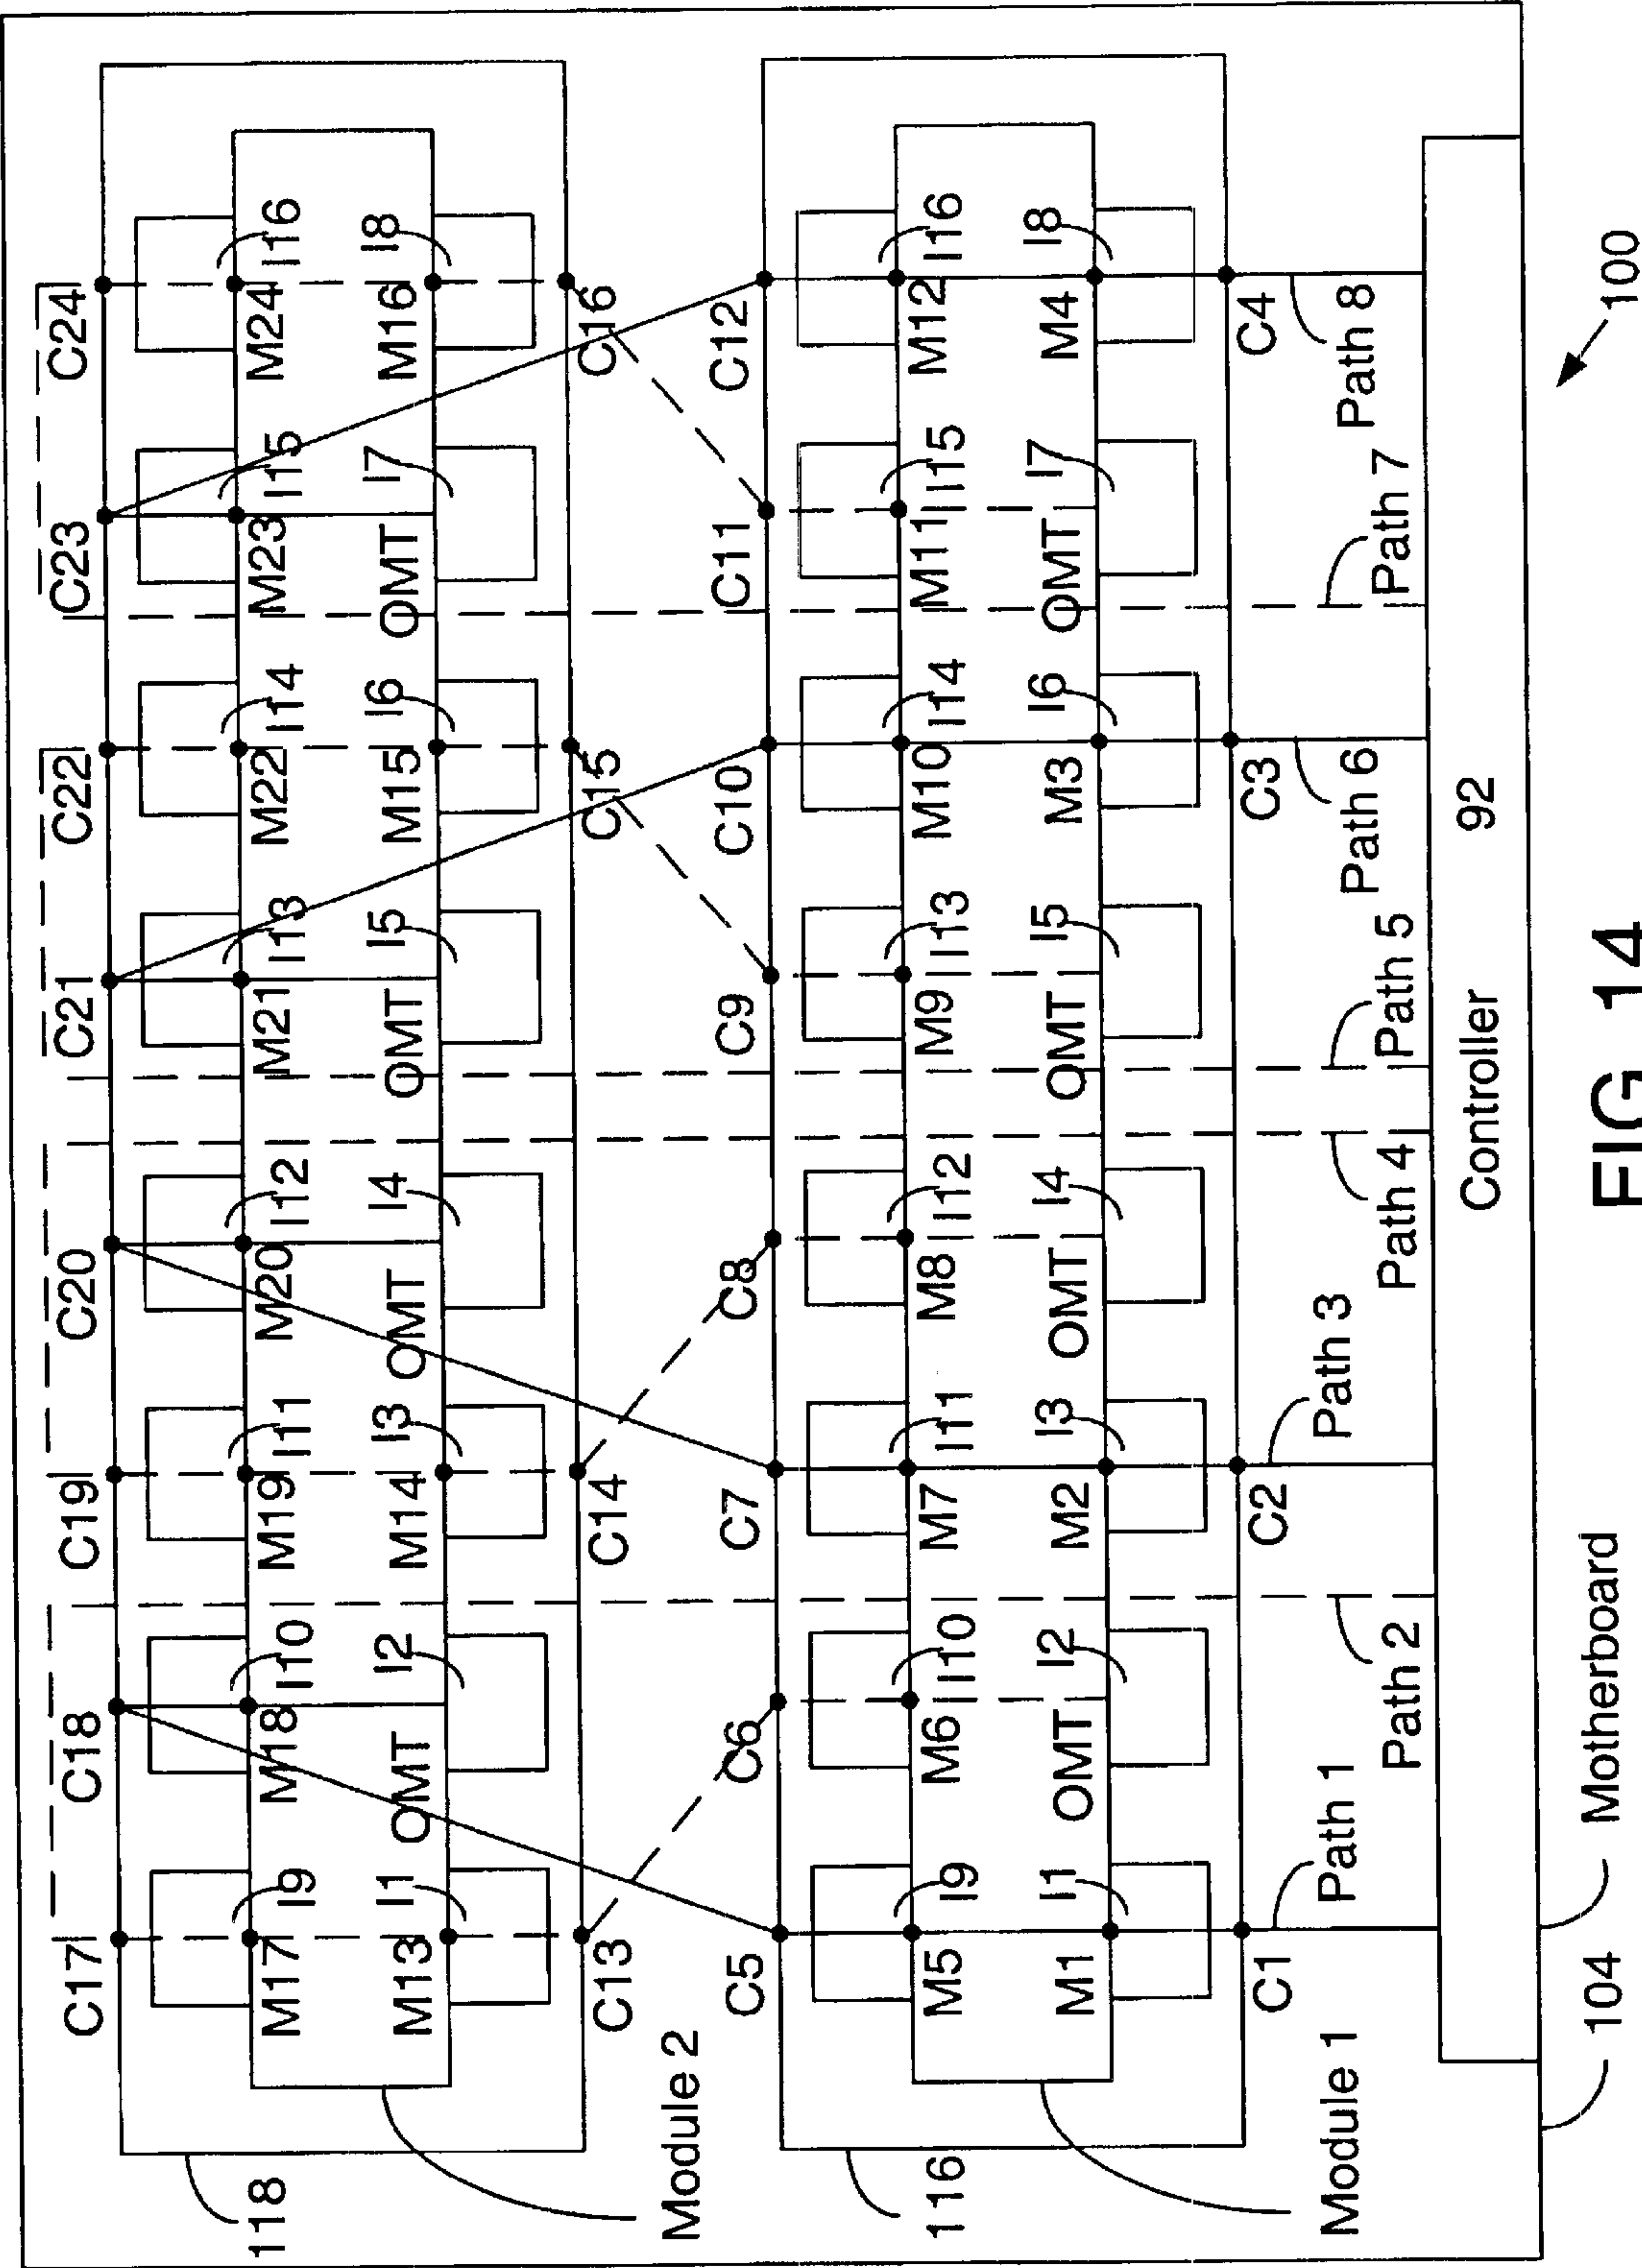 C17 C18 C19 C20 C21 C22 C23 C24
118 M17 I9 M18 I10 M19 I11 M20 I12 M21 I13 M22 I14 M23 I15 M24 I16
M13 I1 OMT I2 M14 I3 OMT I4 OMT I5 M15 I6 OMT I7 M16 I8
C13 C14 C15 C16
Module 2
C5 C6 C7 C8 C9 C10 C11 C12
116 M5 I9 M6 I10 M7 I11 M8 I12 M9 I13 M10 I14 M11 I15 M12 I16
M1 I1 OMT I2 M2 I3 OMT I4 OMT I5 M3 I6 OMT I7 M4 I8
C1 C2 C3 C4
Module 1 Path 1 Path 3 Path 6 Path 8
Path 2 Path 4 Path 5 Path 7
Controller 92
104 Motherboard 100
FIG. 14